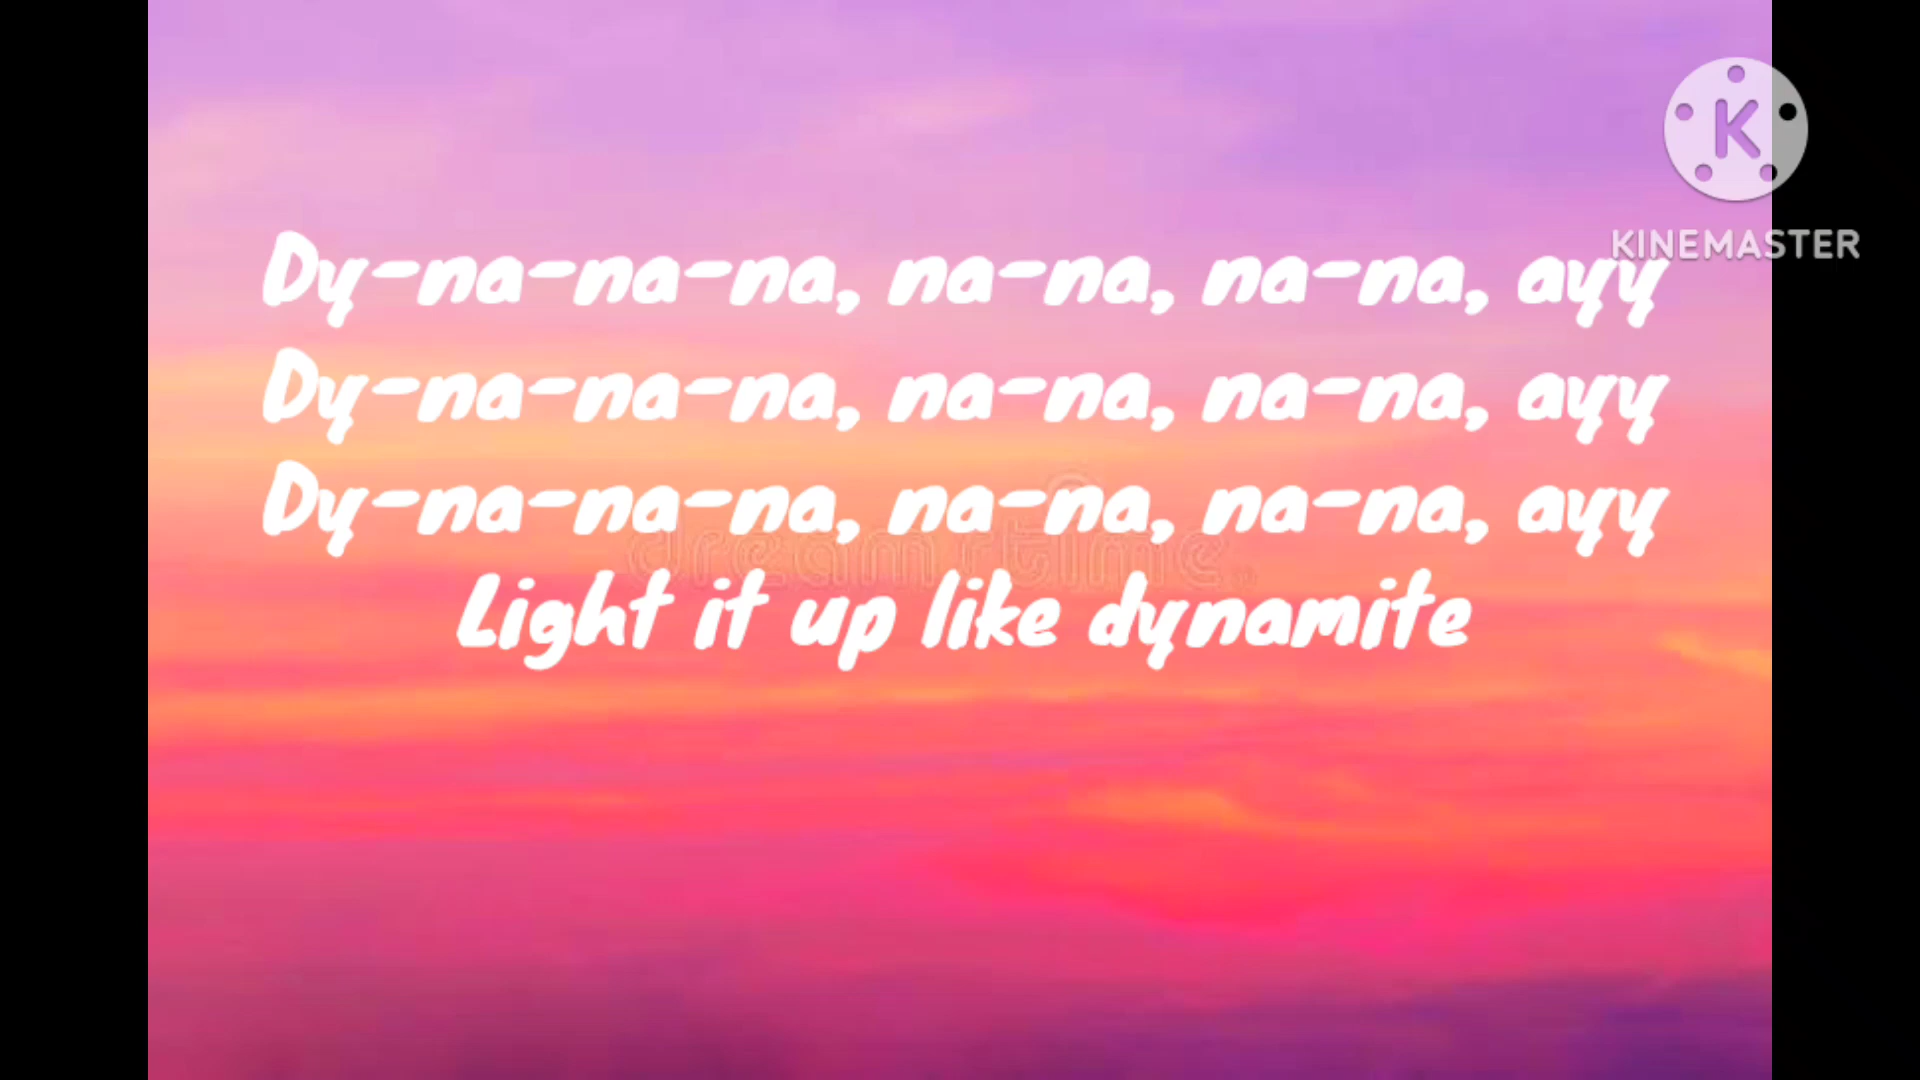 K
KINEMASTER
Dy-na-na-na, na-na, na-na, ayy
Dy-na-na-na, na-na, na-na, ayy
Dy-na-na-na, na-na, na-na, ayy
dreamstime
Light it up like dynamite